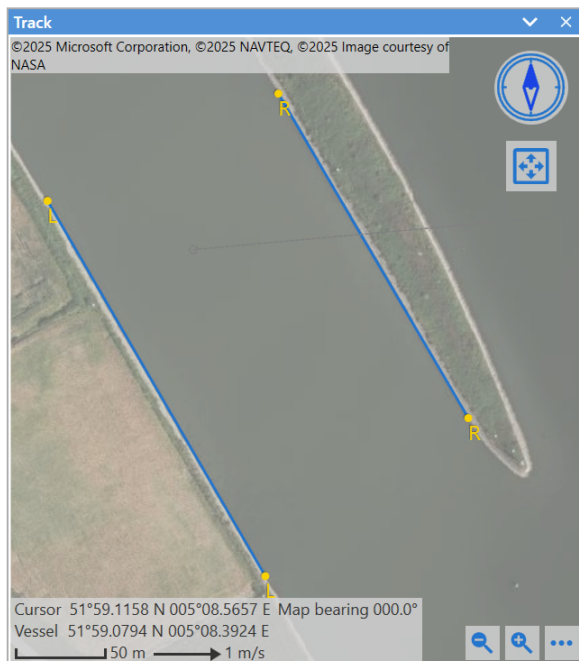 Track
©2025 Microsoft Corporation, ©2025 NAVTEQ, ©2025 Image courtesy of
NASA
R
L
R
L
Cursor 51°59.1158 N 005°08.5657 E Map bearing 000.0°
Vessel 51°59.0794 N 005°08.3924 E
50 m 1 m/s